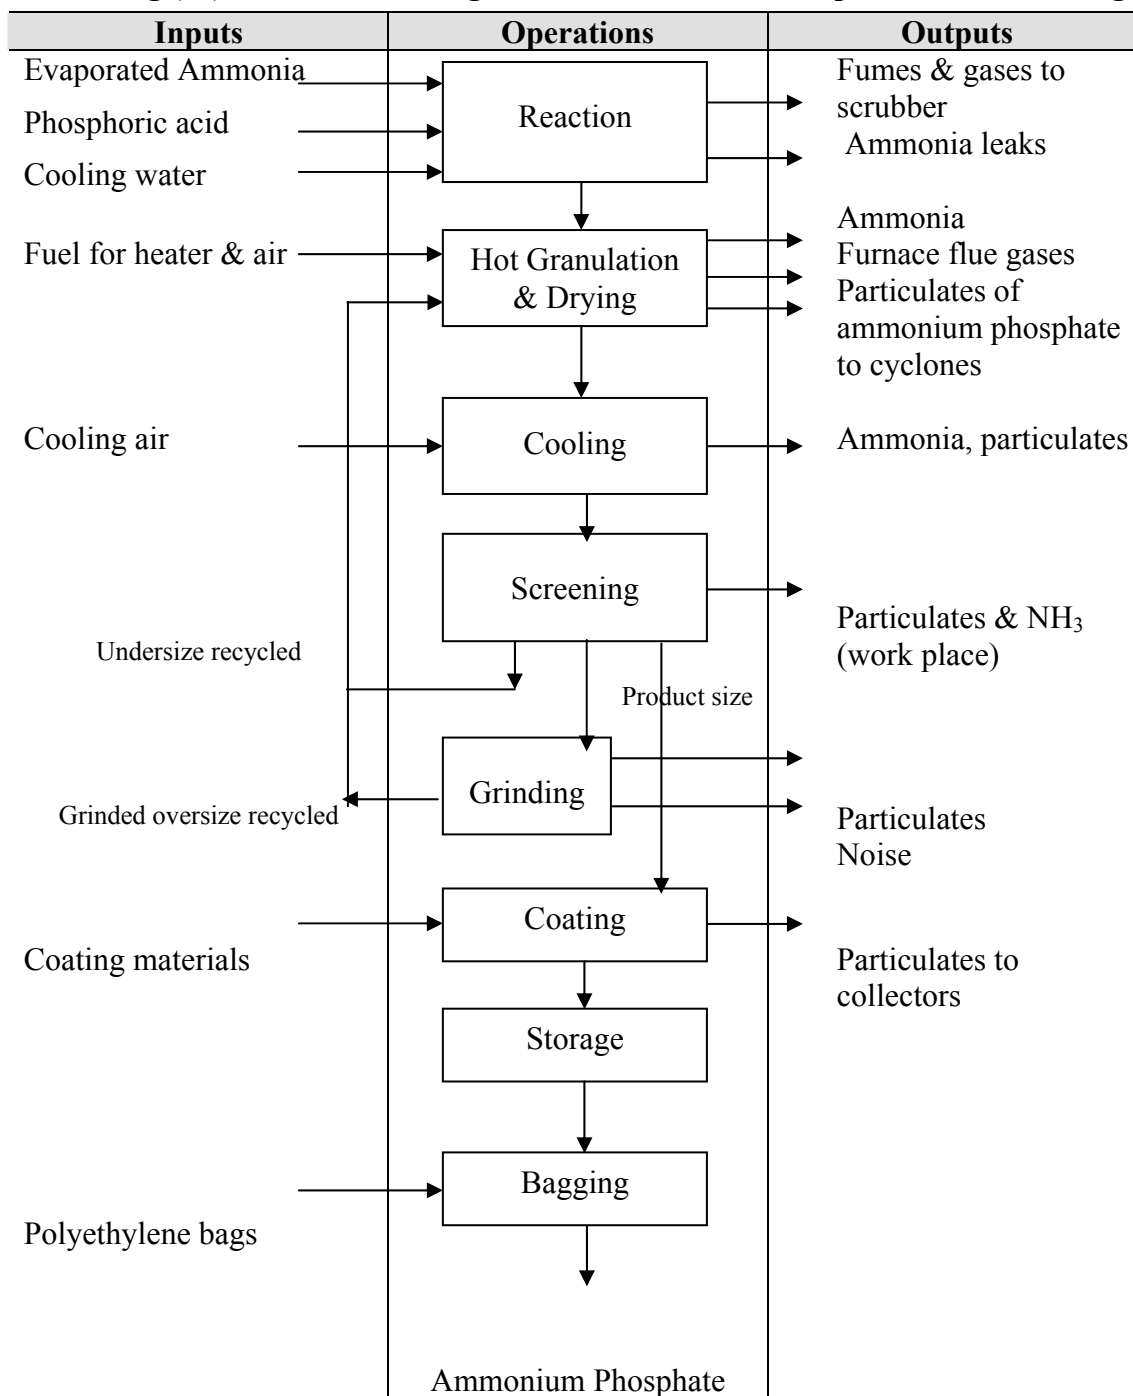 Inputs
Operations
Outputs
Evaporated Ammonia
Phosphoric acid
Cooling water
Reaction
Fumes & gases to
scrubber
Ammonia leaks
Fuel for heater & air
Hot Granulation
& Drying
Ammonia
Furnace flue gases
Particulates of
ammonium phosphate
to cyclones
Cooling air
Cooling
Ammonia, particulates
Screening
Particulates & NH₃
(work place)
Undersize recycled
Product size
Grinding
Grinded oversize recycled
Particulates
Noise
Coating
Coating materials
Particulates to
collectors
Storage
Bagging
Polyethylene bags
Ammonium Phosphate